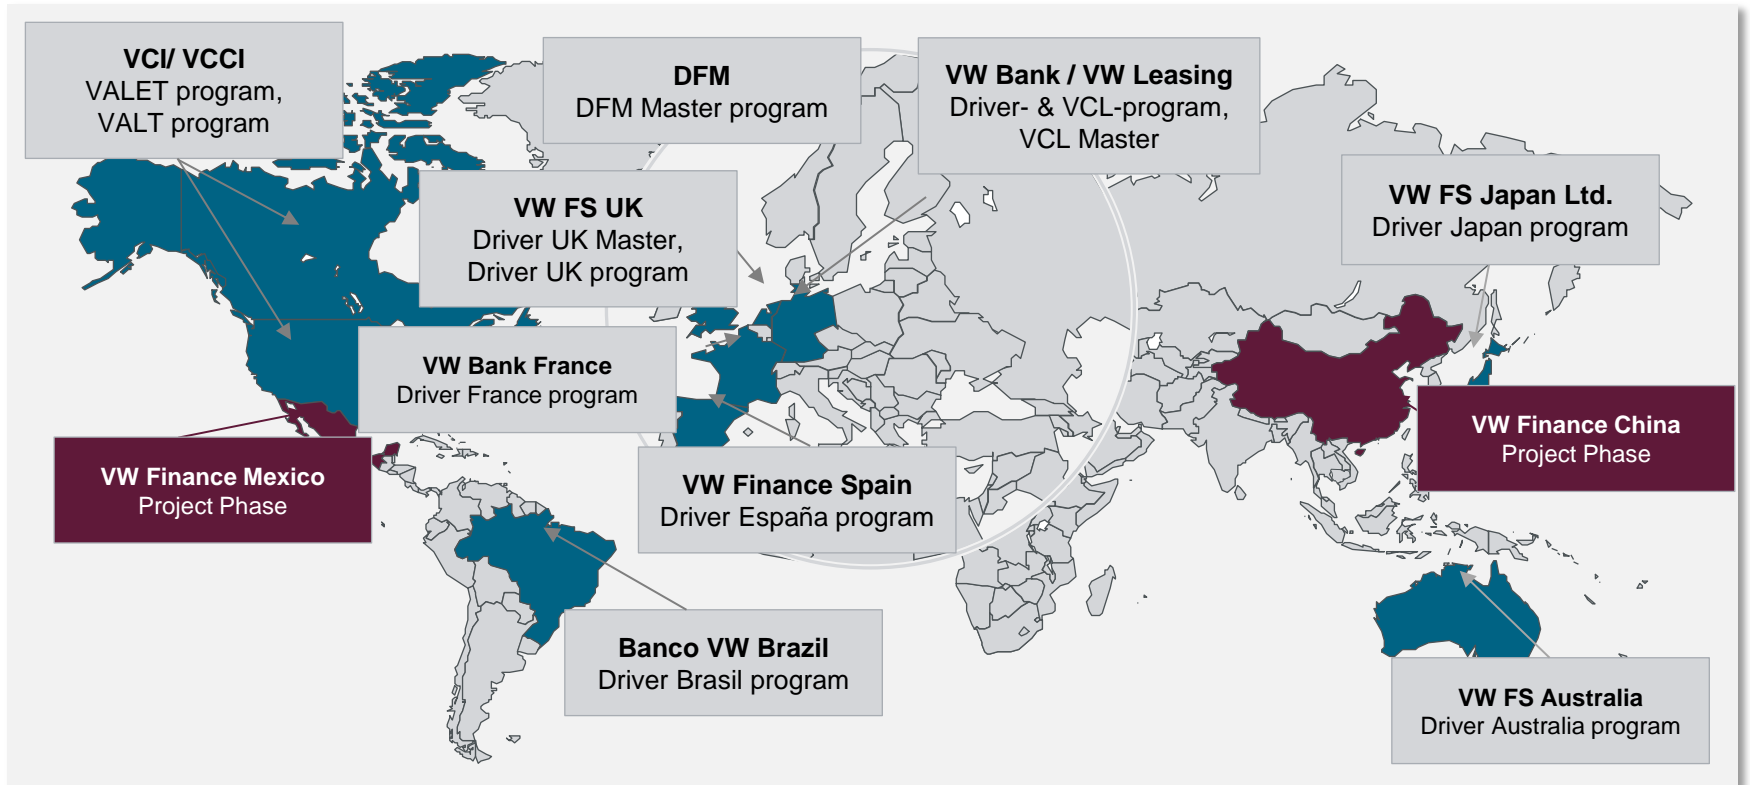 VCI/ VCCI
VALET program,
VALT program
DFM
DFM Master program
VW Bank / VW Leasing
Driver- & VCL-program,
VCL Master
VW FS UK
Driver UK Master,
Driver UK program
VW FS Japan Ltd.
Driver Japan program
VW Bank France
Driver France program
VW Finance China
Project Phase
VW Finance Mexico
Project Phase
VW Finance Spain
Driver España program
Banco VW Brazil
Driver Brasil program
VW FS Australia
Driver Australia program